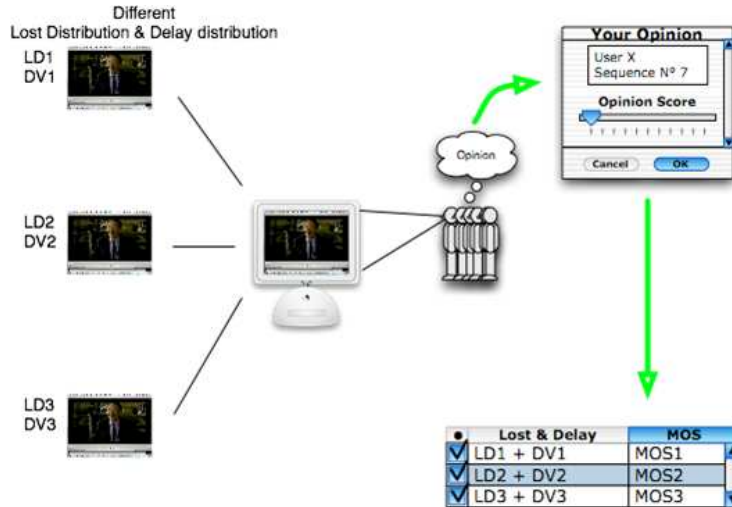 Different
Lost Distribution & Delay distribution
LD1
DV1
LD2
DV2
LD3
DV3
Opinion
Your Opinion
User X
Sequence Nº 7
Opinion Score
Cancel
OK
Lost & Delay MOS
LD1 + DV1 MOS1
LD2 + DV2 MOS2
LD3 + DV3 MOS3